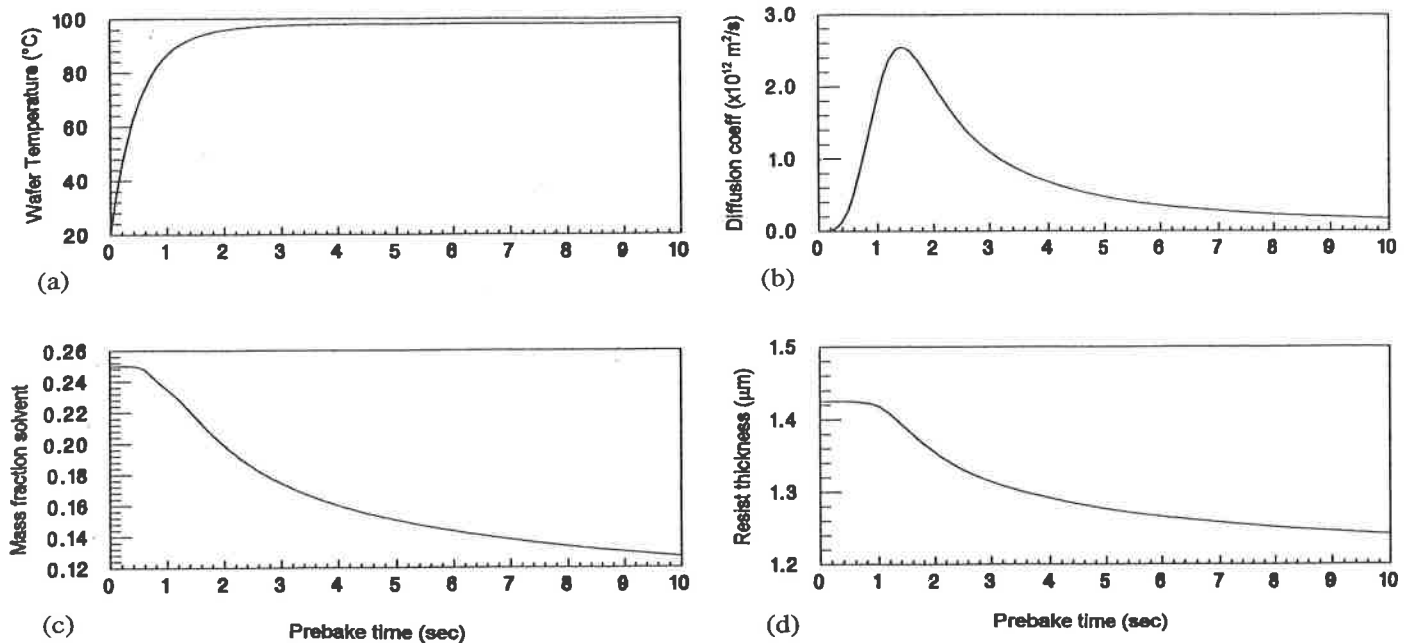 Wafer Temperature (°C)
100
80
60
40
20
0 1 2 3 4 5 6 7 8 9 10
(a)
Diffusion coeff (x10¹² m²/s)
3.0
2.0
1.0
0.0
0 1 2 3 4 5 6 7 8 9 10
(b)
Mass fraction solvent
0.26
0.24
0.22
0.20
0.18
0.16
0.14
0.12
0 1 2 3 4 5 6 7 8 9 10
(c)
Prebake time (sec)
Resist thickness (µm)
1.5
1.4
1.3
1.2
0 1 2 3 4 5 6 7 8 9 10
(d)
Prebake time (sec)